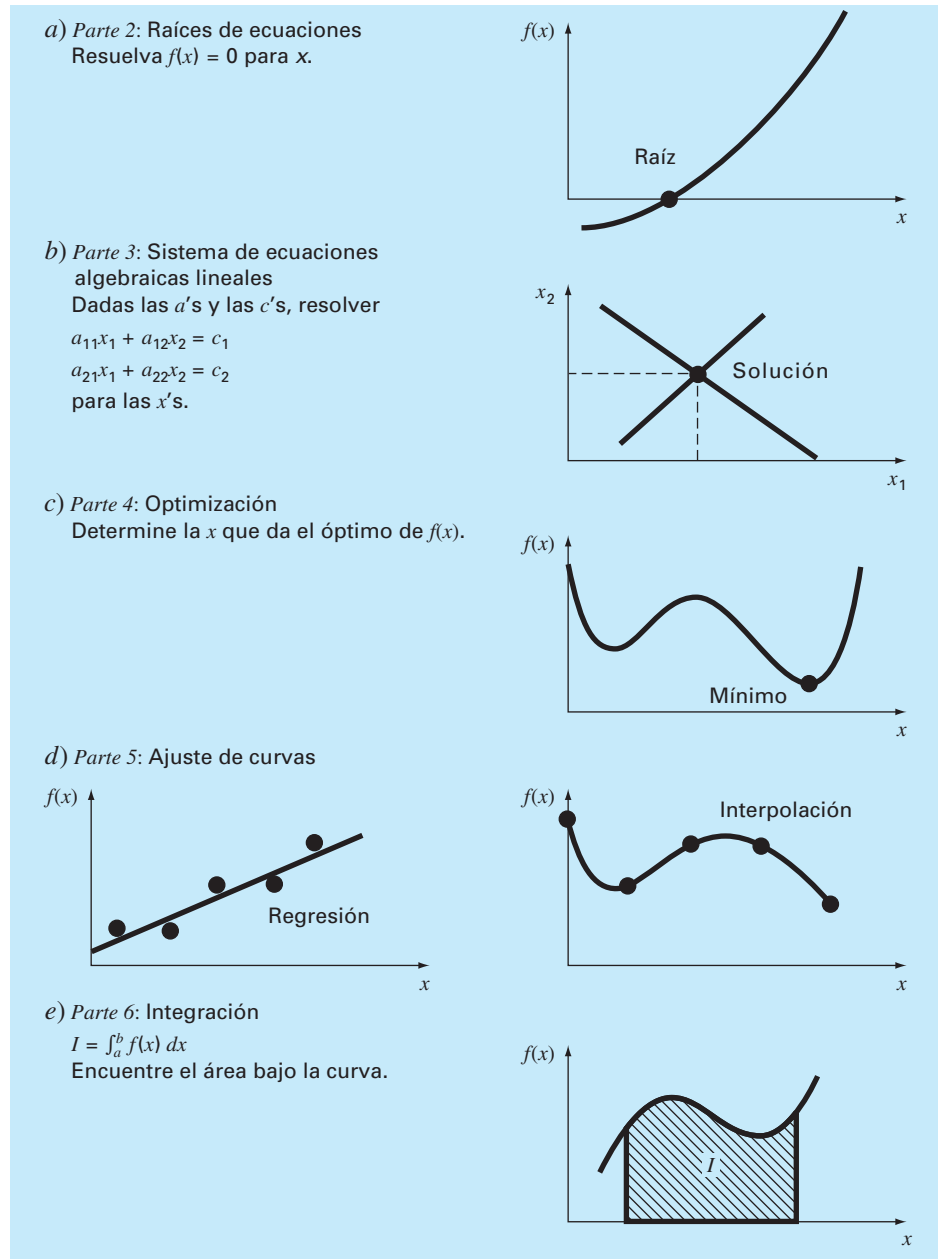 a) Parte 2: Raíces de ecuaciones
Resuelva f(x) = 0 para x.
f(x)
Raíz
x
b) Parte 3: Sistema de ecuaciones
algebraicas lineales
Dadas las a's y las c's, resolver
a₁₁x₁ + a₁₂x₂ = c₁
a₂₁x₁ + a₂₂x₂ = c₂
para las x's.
x₂
Solución
x₁
c) Parte 4: Optimización
Determine la x que da el óptimo de f(x).
f(x)
Mínimo
x
d) Parte 5: Ajuste de curvas
f(x)
Regresión
x
f(x)
Interpolación
x
e) Parte 6: Integración
I = ∫ₐᵇ f(x) dx
Encuentre el área bajo la curva.
f(x)
I
x